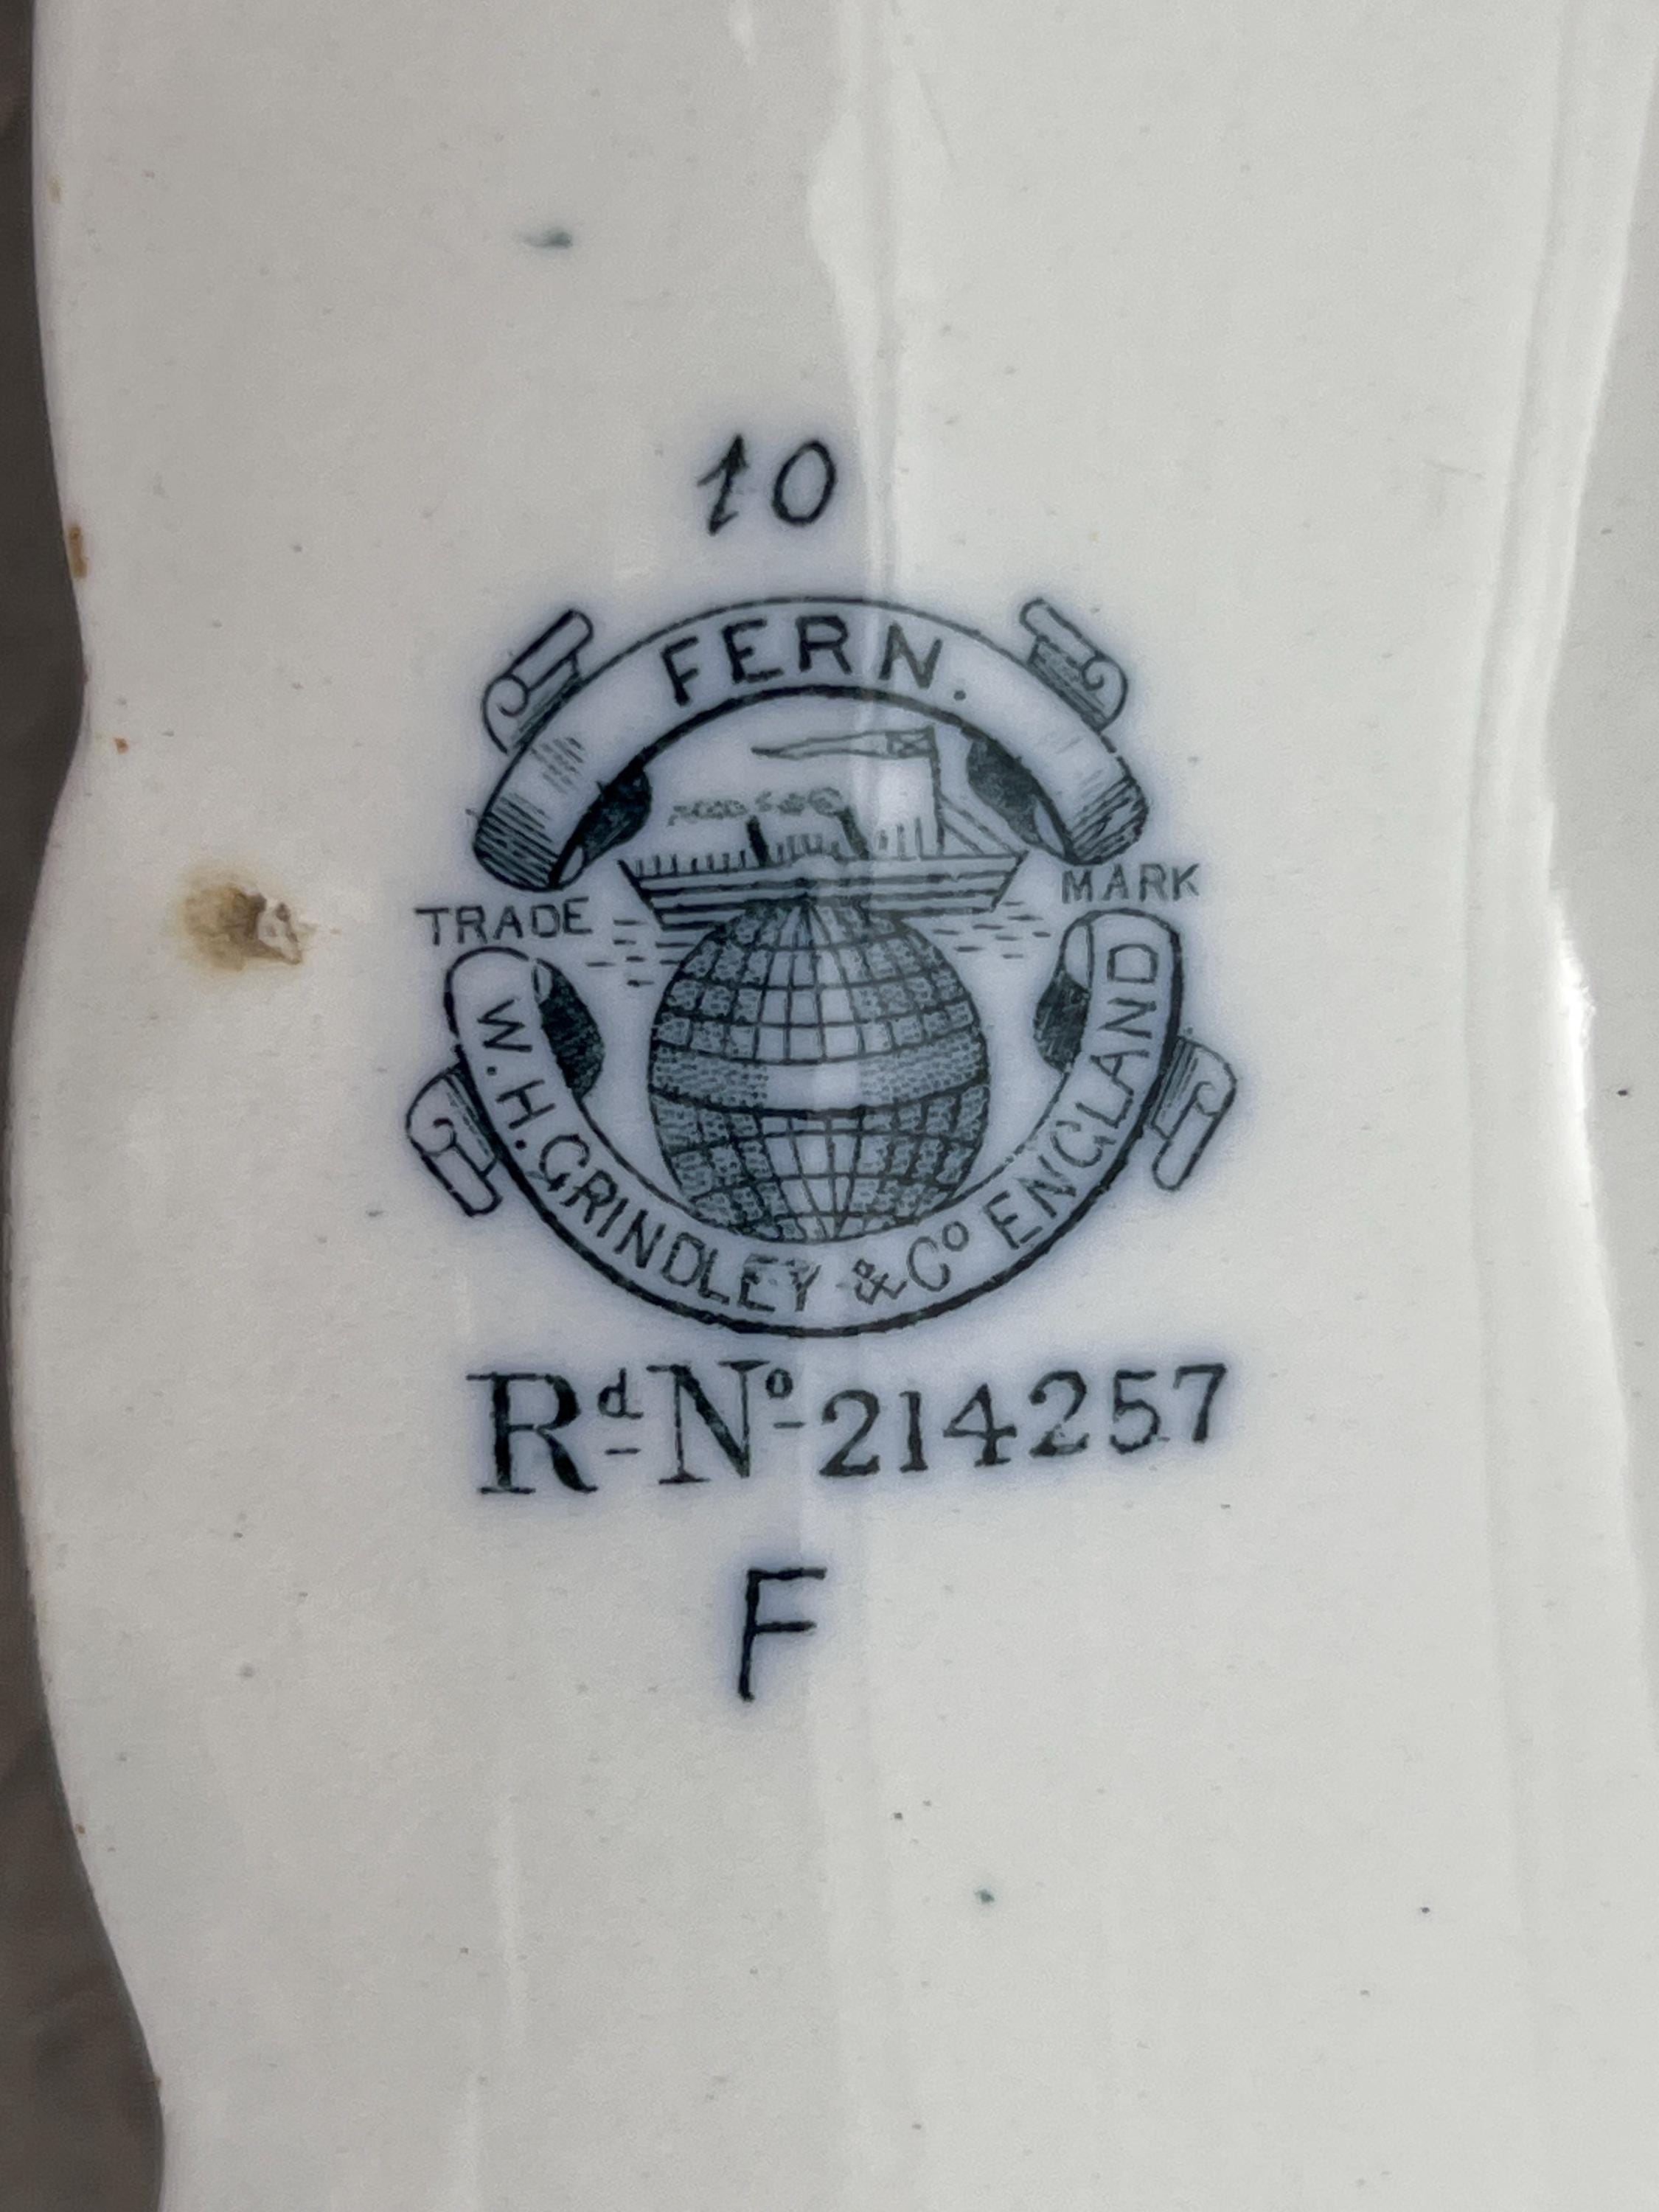 10
FERN.
TRADE MARK
W.H.GRINDLEY & Cº ENGLAND
Rᵈ Nº 214257
F